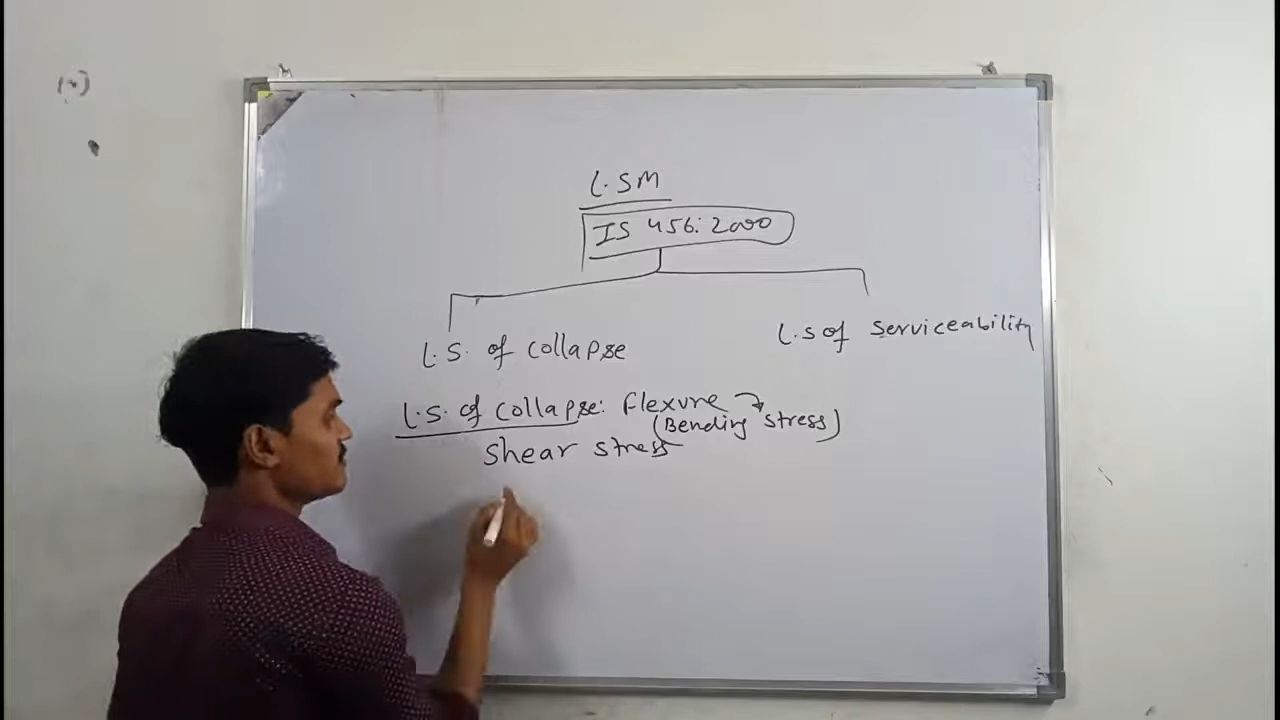 L.SM
IS 456:2000
L.S. of collapse
L.S of serviceability
L.S. of collapse: flexure
(Bending stress)
shear stress